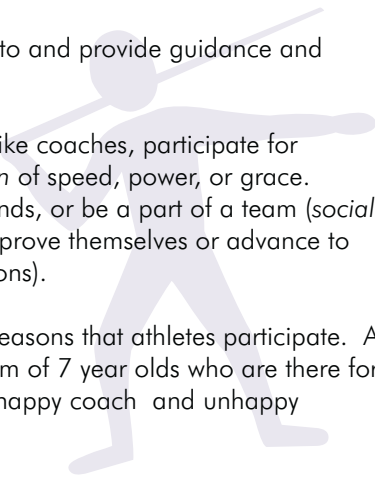 to and provide guidance and
ike coaches, participate for
n of speed, power, or grace.
nds, or be a part of a team (social
prove themselves or advance to
ons).
easons that athletes participate. A
m of 7 year olds who are there for
happy coach and unhappy